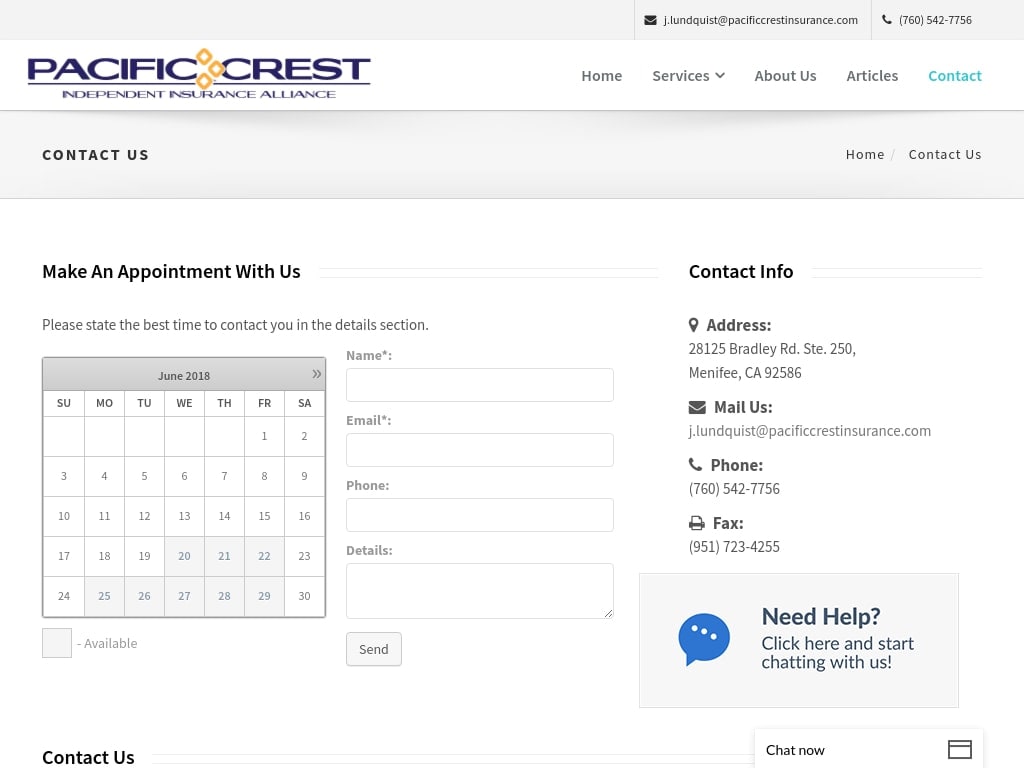 j.lundquist@pacificcrestinsurance.com (760) 542-7756
PACIFIC CREST
INDEPENDENT INSURANCE ALLIANCE
Home Services About Us Articles Contact
CONTACT US
Home / Contact Us
Make An Appointment With Us
Please state the best time to contact you in the details section.
June 2018 »
SU MO TU WE TH FR SA
1 2
3 4 5 6 7 8 9
10 11 12 13 14 15 16
17 18 19 20 21 22 23
24 25 26 27 28 29 30
- Available
Name*:
Email*:
Phone:
Details:
Send
Contact Info
Address:
28125 Bradley Rd. Ste. 250,
Menifee, CA 92586
Mail Us:
j.lundquist@pacificcrestinsurance.com
Phone:
(760) 542-7756
Fax:
(951) 723-4255
Need Help?
Click here and start
chatting with us!
Contact Us
Chat now